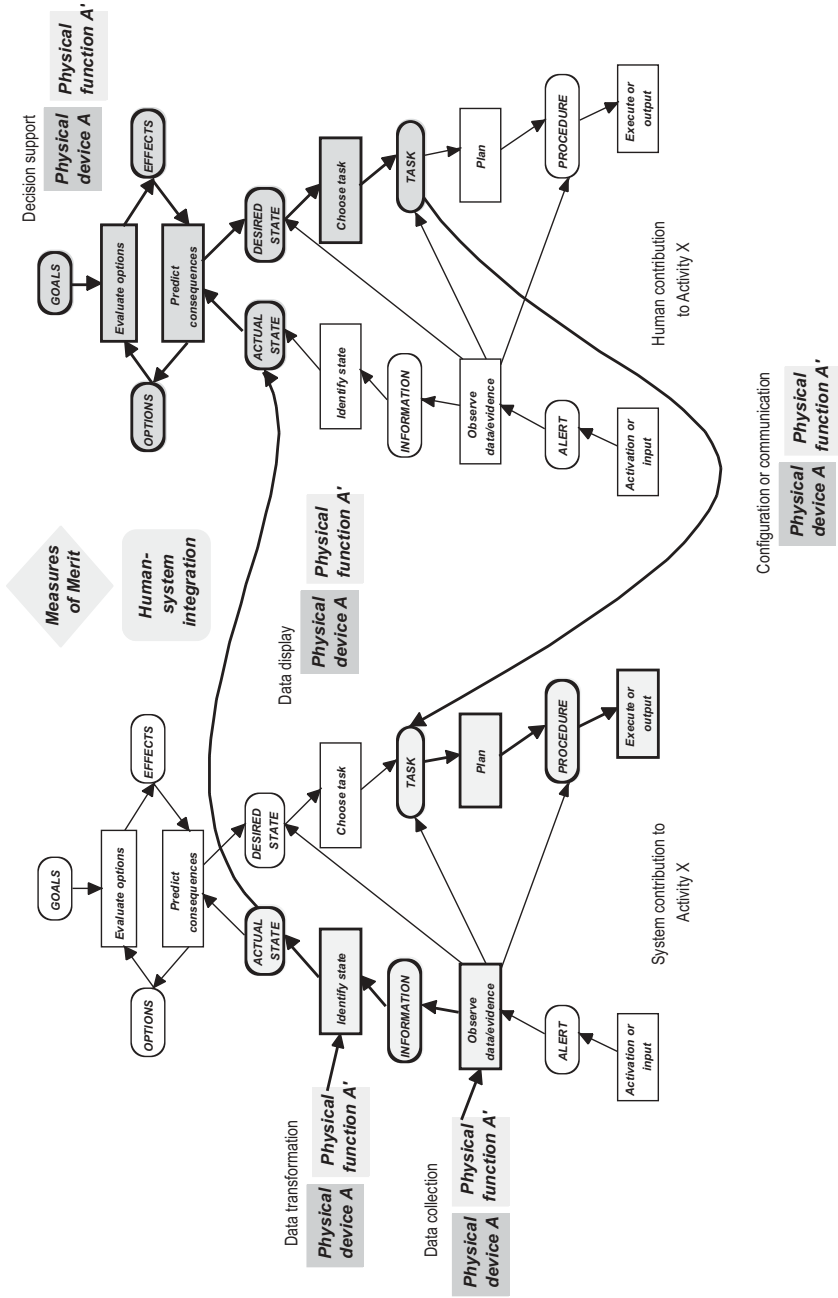 Measures
of Merit
Human-
system
integration
GOALS
Evaluate options
OPTIONS
EFFECTS
Predict
consequences
ACTUAL
STATE
DESIRED
STATE
Identify state
Choose task
INFORMATION
TASK
Observe
data/evidence
Plan
ALERT
PROCEDURE
Activation or
input
Execute or
output
System contribution to
Activity X
Data transformation
Physical
device A
Physical
function A'
Data collection
Physical
device A
Physical
function A'
Data display
Physical
device A
Physical
function A'
Decision support
Physical
device A
Physical
function A'
GOALS
Evaluate options
OPTIONS
EFFECTS
Predict
consequences
ACTUAL
STATE
DESIRED
STATE
Identify state
Choose task
INFORMATION
TASK
Observe
data/evidence
Plan
ALERT
PROCEDURE
Activation or
input
Execute or
output
Human contribution
to Activity X
Configuration or communication
Physical
device A
Physical
function A'